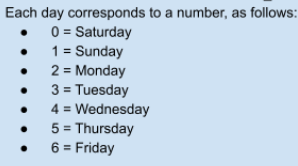 Each day corresponds to a number, as follows:
● 0 = Saturday
● 1 = Sunday
● 2 = Monday
● 3 = Tuesday
● 4 = Wednesday
● 5 = Thursday
● 6 = Friday